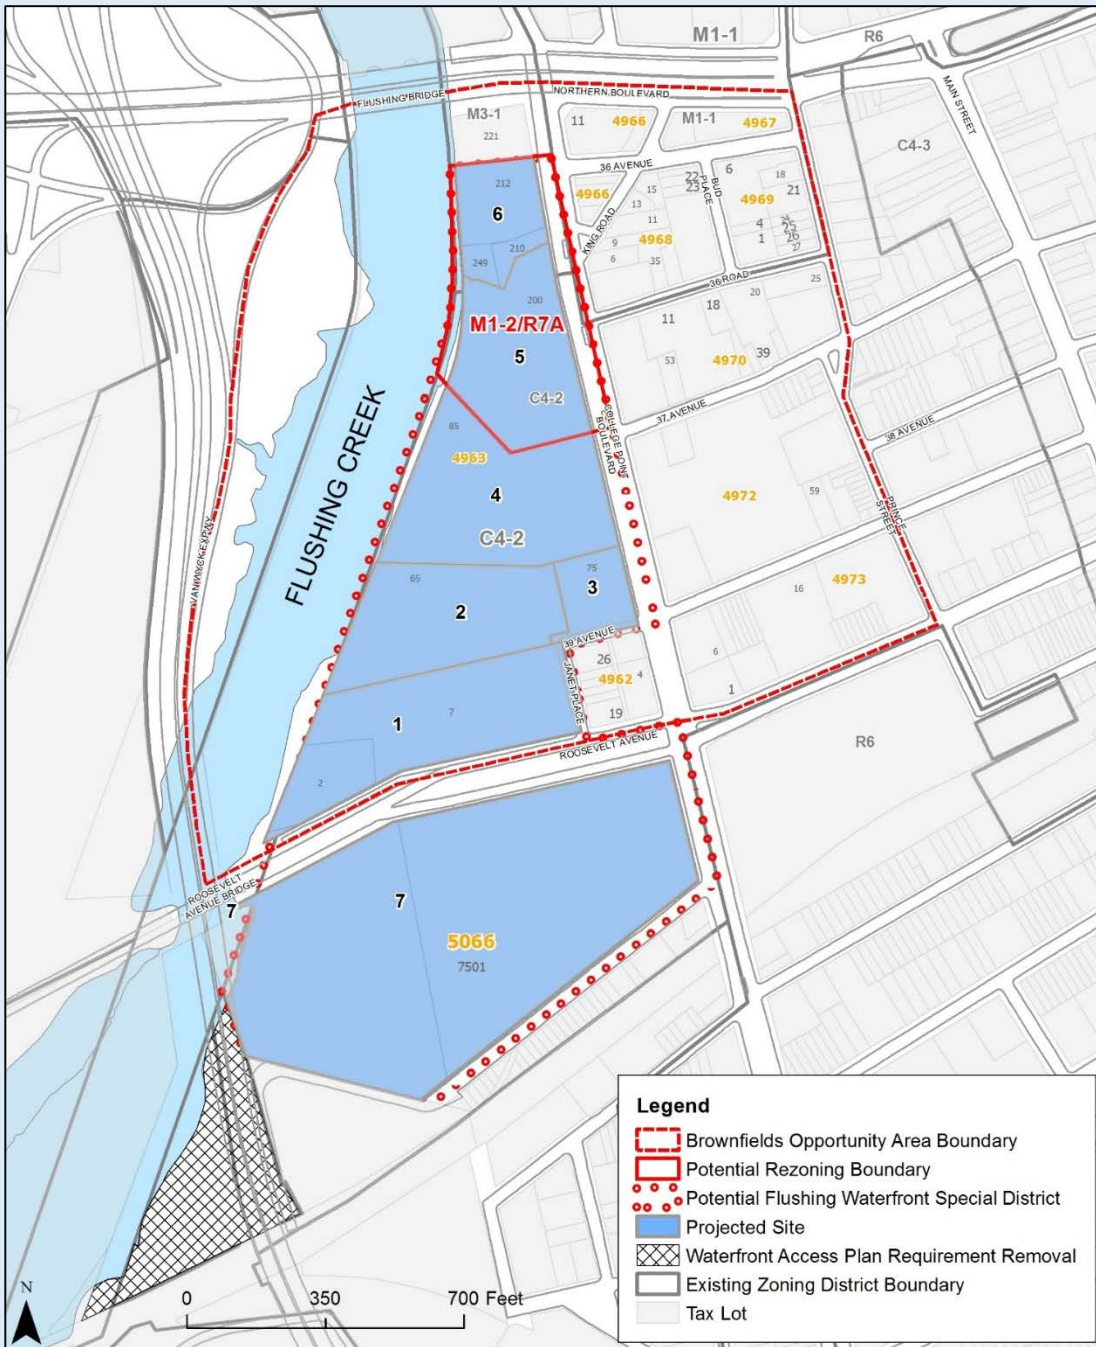 M1-1
R6
MAIN STREET
FLUSHING BRIDGE
NORTHERN BOULEVARD
M3-1
221
11
4966
M1-1
4967
C4-3
36 AVENUE
212
6
4966
KING ROAD
15
13
11
9
6
4968
35
22
23
BUD
PLACE
6
18
4969
21
4
24
25
1
26
27
249
210
36 ROAD
200
M1-2/R7A
5
C4-2
11
18
20
25
53
4970
39
37 AVENUE
38 AVENUE
COLLEGE POINT
BOULEVARD
FLUSHING CREEK
VAN WYCK EXPWY
85
4963
4
C4-2
4972
59
PRINCE
STREET
65
2
75
3
16
4973
39 AVENUE
JANET PLACE
26
4962
4
19
6
1
1
7
2
ROOSEVELT AVENUE
R6
ROOSEVELT
AVENUE BRIDGE
7
7
5066
7501
Legend
Brownfields Opportunity Area Boundary
Potential Rezoning Boundary
Potential Flushing Waterfront Special District
Projected Site
Waterfront Access Plan Requirement Removal
Existing Zoning District Boundary
Tax Lot
N
0 350 700 Feet